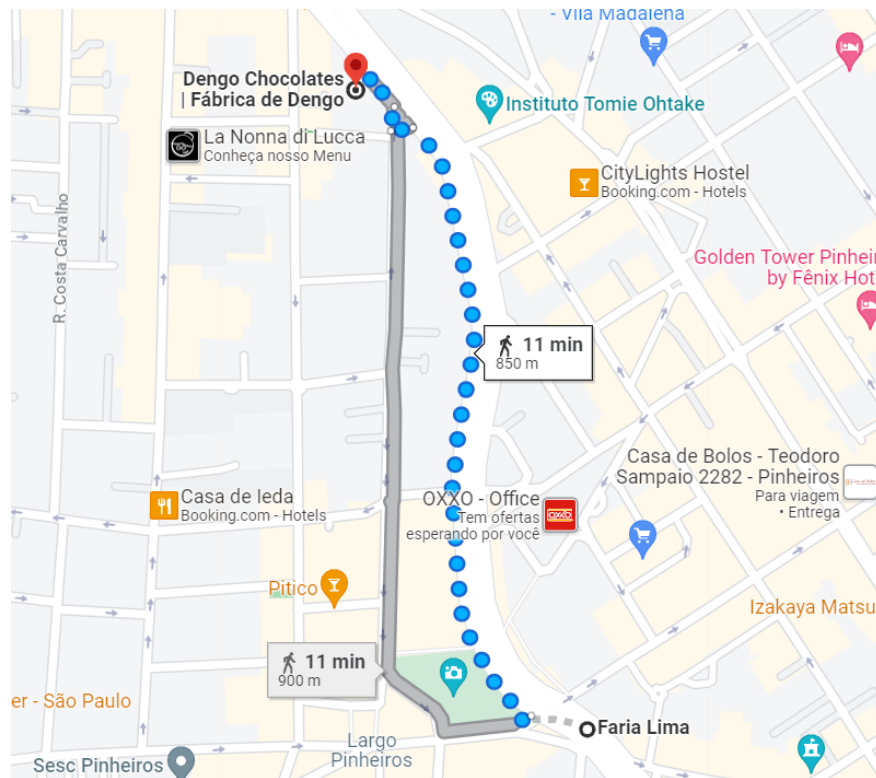 - Vila Madalena
Dengo Chocolates
| Fábrica de Dengo
Instituto Tomie Ohtake
La Nonna di Lucca
Conheça nosso Menu
CityLights Hostel
Booking.com - Hotels
R. Costa Carvalho
Golden Tower Pinheir
by Fênix Hot
11 min
850 m
Casa de Bolos - Teodoro
Sampaio 2282 - Pinheiros
Para viagem
• Entrega
Casa de Ieda
Booking.com - Hotels
OXXO - Office
Tem ofertas
esperando por você
OXXO
Pitico
Izakaya Matsu
11 min
900 m
er - São Paulo
Faria Lima
Largo
Pinheiros
Sesc Pinheiros